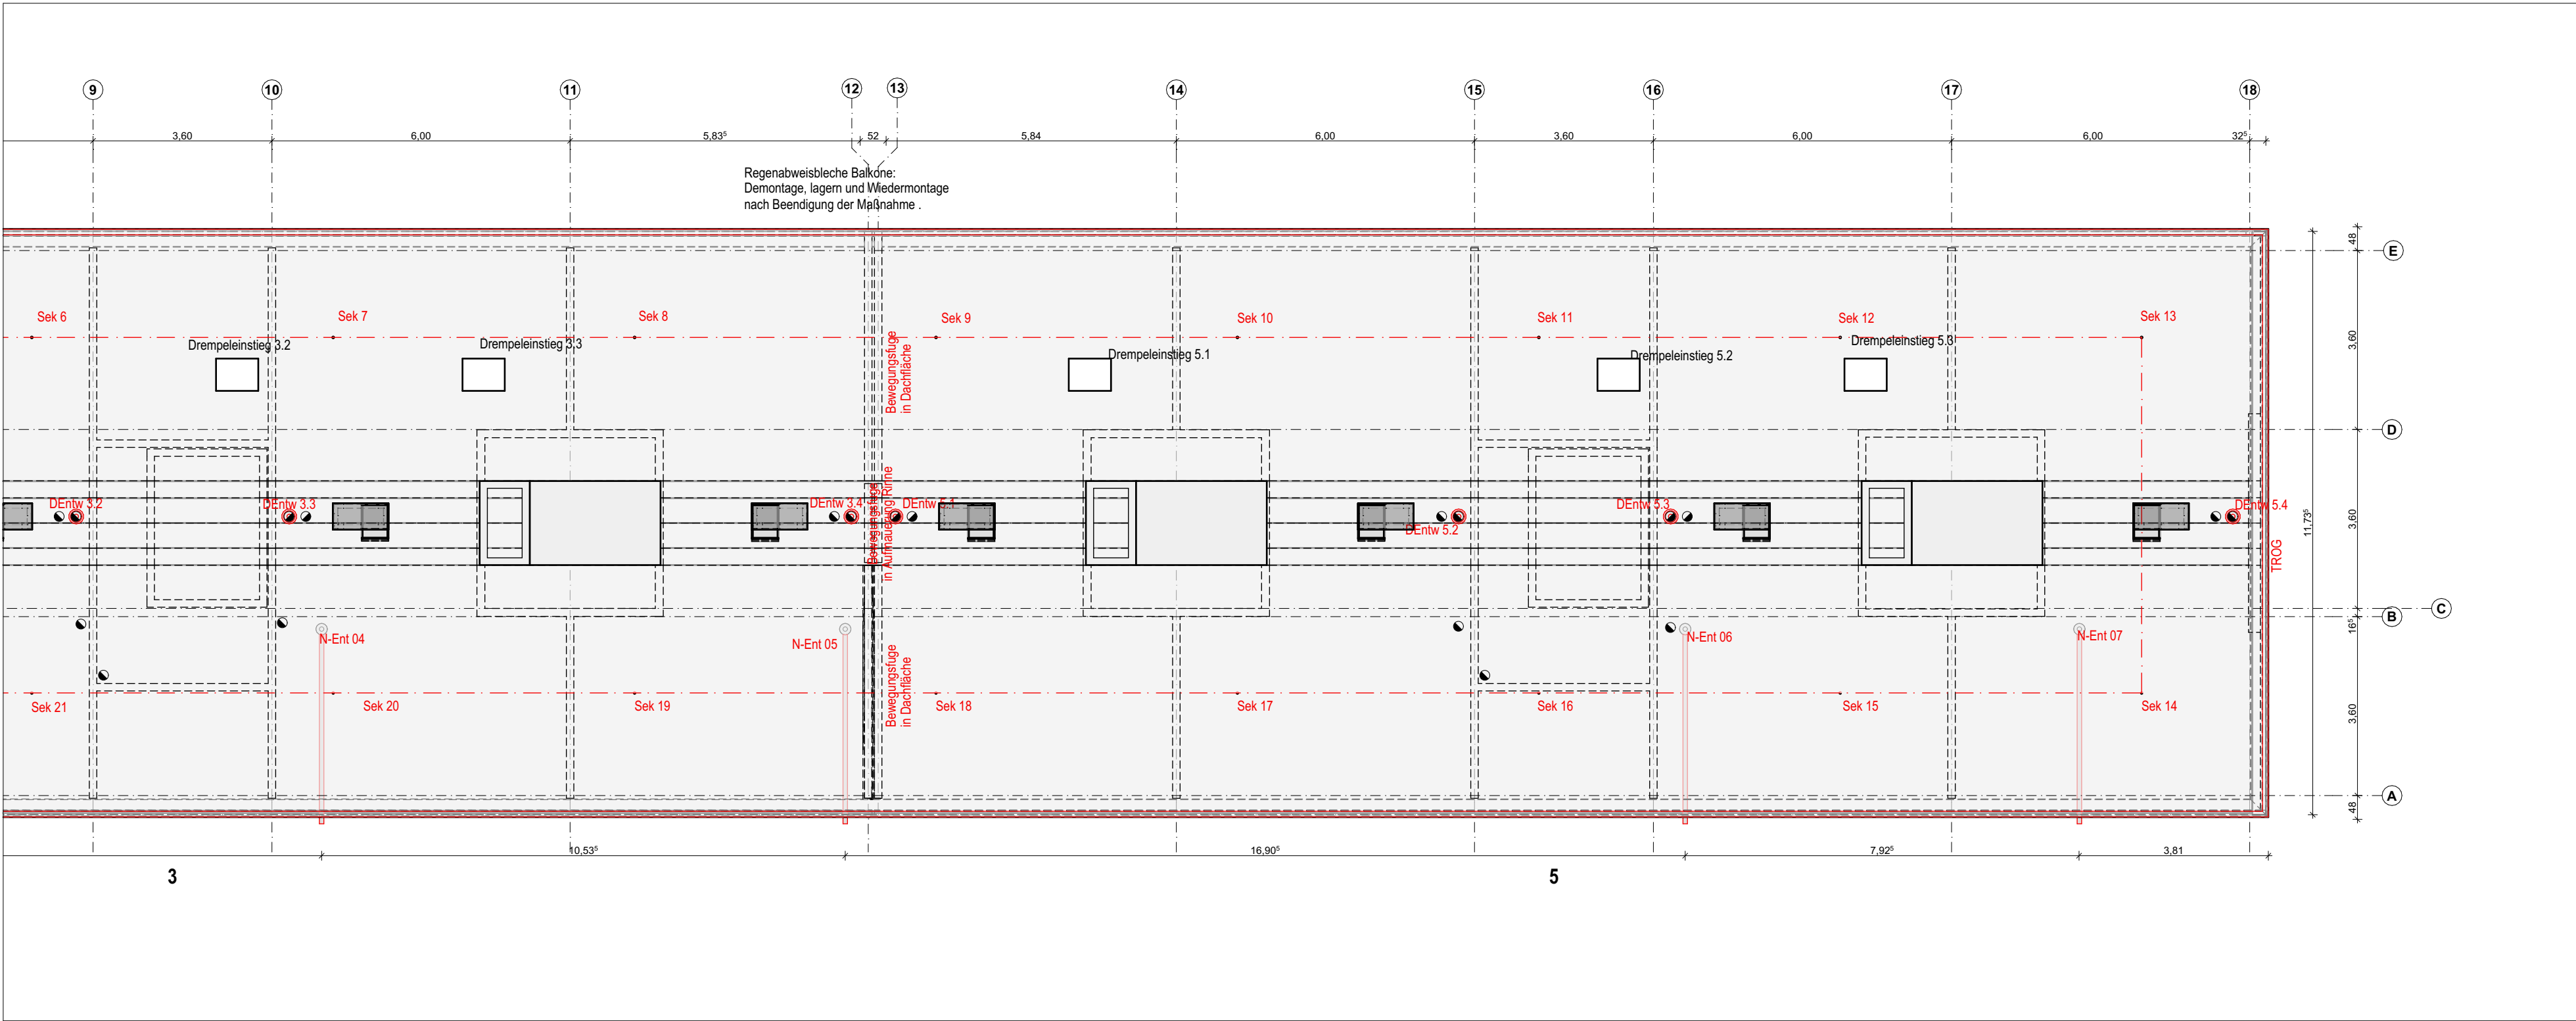 9
10
11
12
13
14
15
16
17
18
3,60
6,00
5,83⁵
52
5,84
6,00
3,60
6,00
6,00
32⁵
Regenabweisbleche Balkone:
Demontage, lagern und Wiedermontage
nach Beendigung der Maßnahme .
48
E
Sek 6
Sek 7
Sek 8
Sek 9
Sek 10
Sek 11
Sek 12
Sek 13
Drempeleinstieg 3.2
Drempeleinstieg 3.3
Drempeleinstieg 5.1
Drempeleinstieg 5.2
Drempeleinstieg 5.3
Bewegungsfuge
in Dachfläche
3,60
D
DEntw 3.2
DEntw 3.3
DEntw 3.4
DEntw 5.1
DEntw 5.2
DEntw 5.3
DEntw 5.4
Bewegungsfuge
in Aufmauerung Rinne
TROG
11,73⁵
3,60
C
B
16⁵
N-Ent 04
N-Ent 05
N-Ent 06
N-Ent 07
Bewegungsfuge
in Dachfläche
Sek 21
Sek 20
Sek 19
Sek 18
Sek 17
Sek 16
Sek 15
Sek 14
3,60
A
48
10,53⁵
16,90⁵
7,92⁵
3,81
3
5